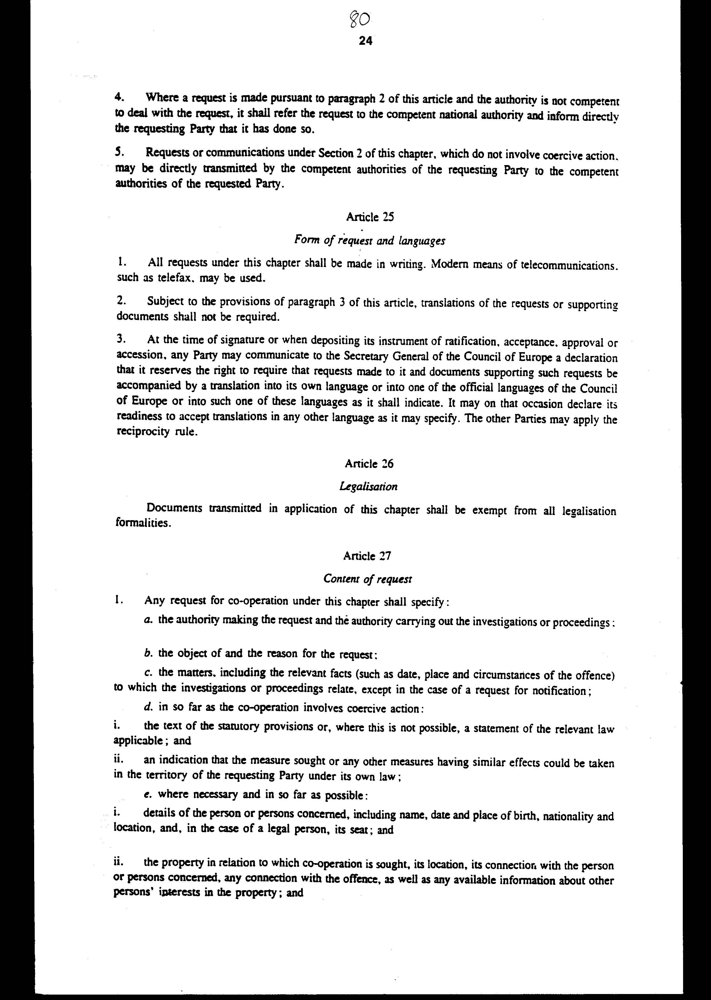 80
24
4. Where a request is made pursuant to paragraph 2 of this article and the authority is not competent
to deal with the request, it shall refer the request to the competent national authority and inform directly
the requesting Party that it has done so.
5. Requests or communications under Section 2 of this chapter, which do not involve coercive action,
may be directly transmitted by the competent authorities of the requesting Party to the competent
authorities of the requested Party.
Article 25
Form of request and languages
1. All requests under this chapter shall be made in writing. Modern means of telecommunications,
such as telefax, may be used.
2. Subject to the provisions of paragraph 3 of this article, translations of the requests or supporting
documents shall not be required.
3. At the time of signature or when depositing its instrument of ratification, acceptance, approval or
accession, any Party may communicate to the Secretary General of the Council of Europe a declaration
that it reserves the right to require that requests made to it and documents supporting such requests be
accompanied by a translation into its own language or into one of the official languages of the Council
of Europe or into such one of these languages as it shall indicate. It may on that occasion declare its
readiness to accept translations in any other language as it may specify. The other Parties may apply the
reciprocity rule.
Article 26
Legalisation
Documents transmitted in application of this chapter shall be exempt from all legalisation
formalities.
Article 27
Content of request
1. Any request for co-operation under this chapter shall specify:
a. the authority making the request and the authority carrying out the investigations or proceedings:
b. the object of and the reason for the request;
c. the matters, including the relevant facts (such as date, place and circumstances of the offence)
to which the investigations or proceedings relate, except in the case of a request for notification;
d. in so far as the co-operation involves coercive action:
i. the text of the statutory provisions or, where this is not possible, a statement of the relevant law
applicable; and
ii. an indication that the measure sought or any other measures having similar effects could be taken
in the territory of the requesting Party under its own law;
e. where necessary and in so far as possible:
i. details of the person or persons concerned, including name, date and place of birth, nationality and
location, and, in the case of a legal person, its seat; and
ii. the property in relation to which co-operation is sought, its location, its connection with the person
or persons concerned, any connection with the offence, as well as any available information about other
persons' interests in the property; and